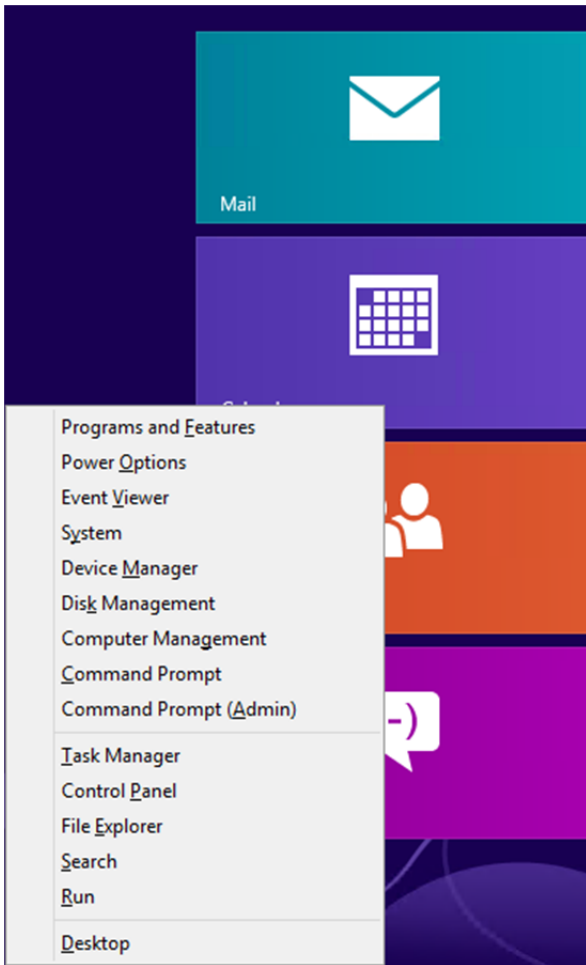 Mail
Programs and Features
Power Options
Event Viewer
System
Device Manager
Disk Management
Computer Management
Command Prompt
Command Prompt (Admin)
Task Manager
Control Panel
File Explorer
Search
Run
Desktop